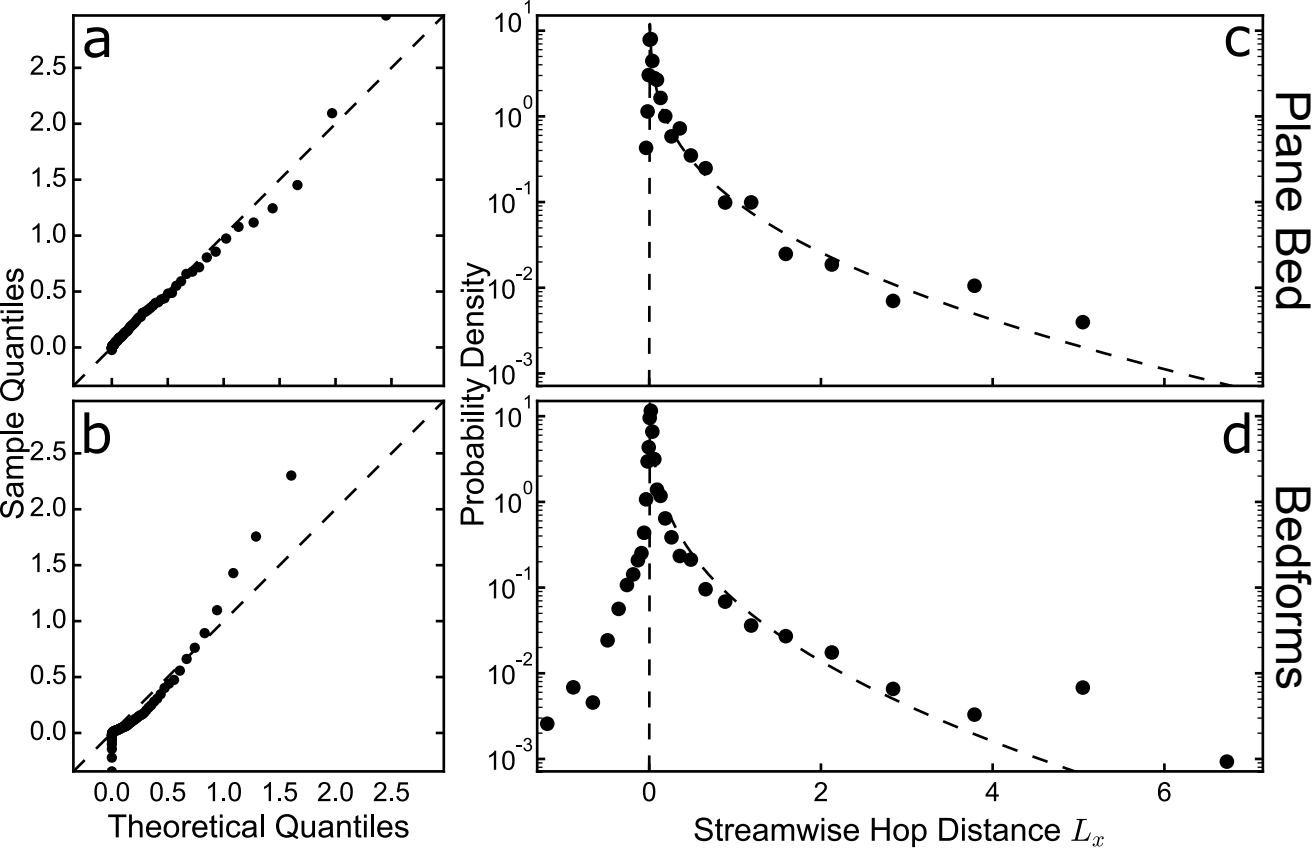 a
2.5
2.0
1.5
1.0
0.5
0.0
Sample Quantiles
b
2.5
2.0
1.5
1.0
0.5
0.0
0.0 0.5 1.0 1.5 2.0 2.5
Theoretical Quantiles
c
10^1
10^0
10^-1
10^-2
10^-3
Probability Density
Plane Bed
d
10^1
10^0
10^-1
10^-2
10^-3
Bedforms
0 2 4 6
Streamwise Hop Distance L_x